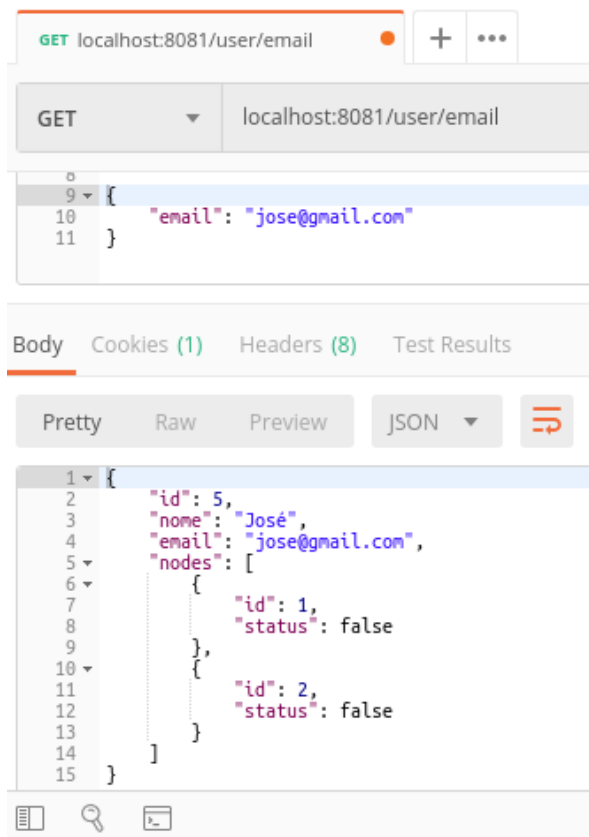 GET localhost:8081/user/email
GET localhost:8081/user/email
8
9 {
10 "email": "jose@gmail.com"
11 }
Body Cookies (1) Headers (8) Test Results
Pretty Raw Preview JSON
1 {
2 "id": 5,
3 "nome": "José",
4 "email": "jose@gmail.com",
5 "nodes": [
6 {
7 "id": 1,
8 "status": false
9 },
10 {
11 "id": 2,
12 "status": false
13 }
14 ]
15 }